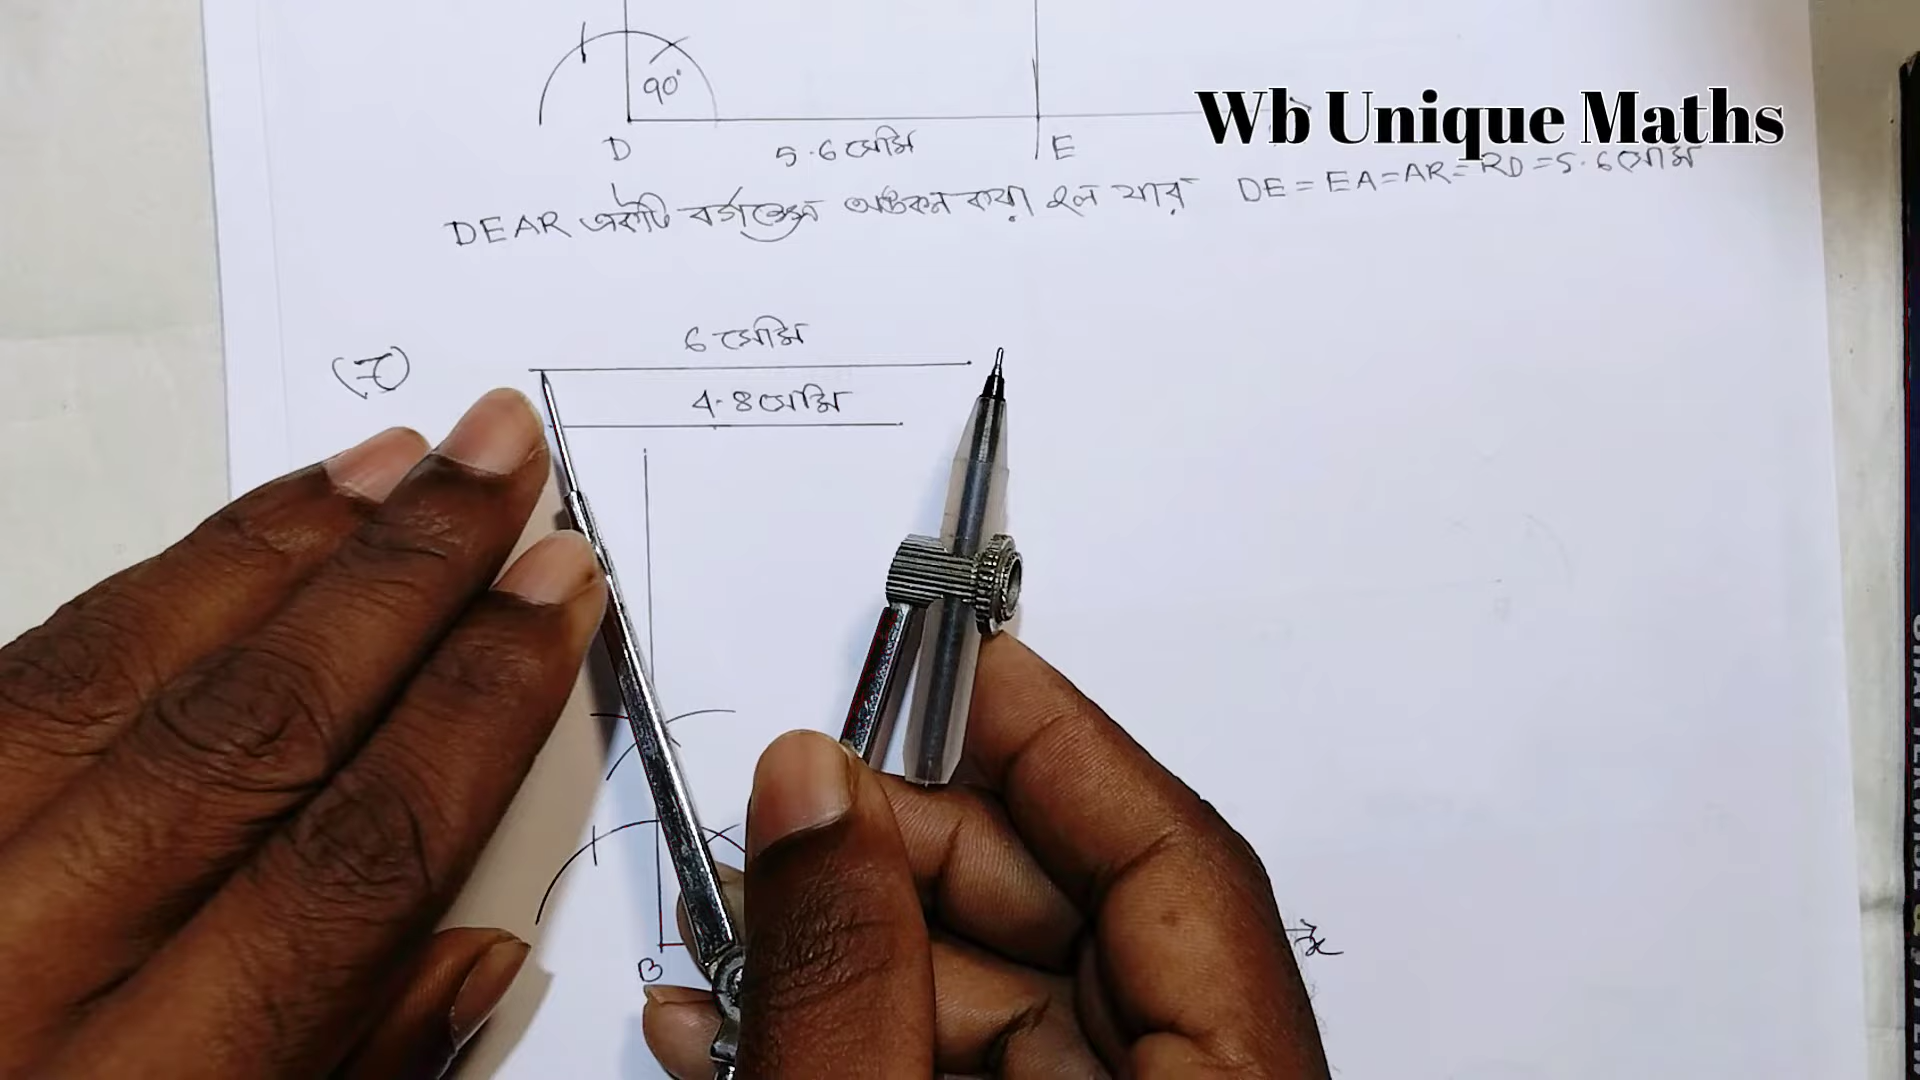 90°
Wb Unique Maths
D
5.6 সেমি
E
DE = EA = AR = RD = 5.6 সেমি
DEAR একটি বর্গক্ষেত্র অঙ্কন করা হল যার
6 সেমি
4.8 সেমি
B
x